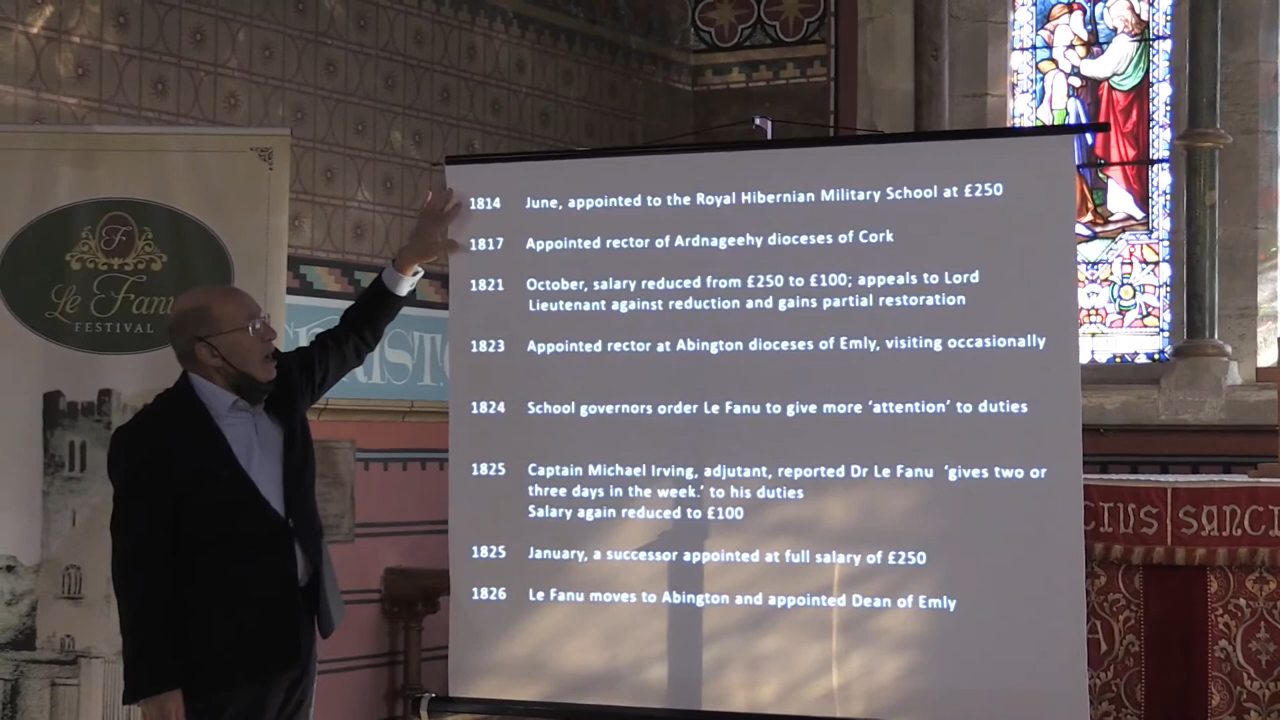 F
Le Fanu
FESTIVAL
1814 June, appointed to the Royal Hibernian Military School at £250
1817 Appointed rector of Ardnageehy dioceses of Cork
1821 October, salary reduced from £250 to £100; appeals to Lord
Lieutenant against reduction and gains partial restoration
1823 Appointed rector at Abington dioceses of Emly, visiting occasionally
1824 School governors order Le Fanu to give more ‘attention’ to duties
1825 Captain Michael Irving, adjutant, reported Dr Le Fanu ‘gives two or
three days in the week.’ to his duties
Salary again reduced to £100
1825 January, a successor appointed at full salary of £250
1826 Le Fanu moves to Abington and appointed Dean of Emly